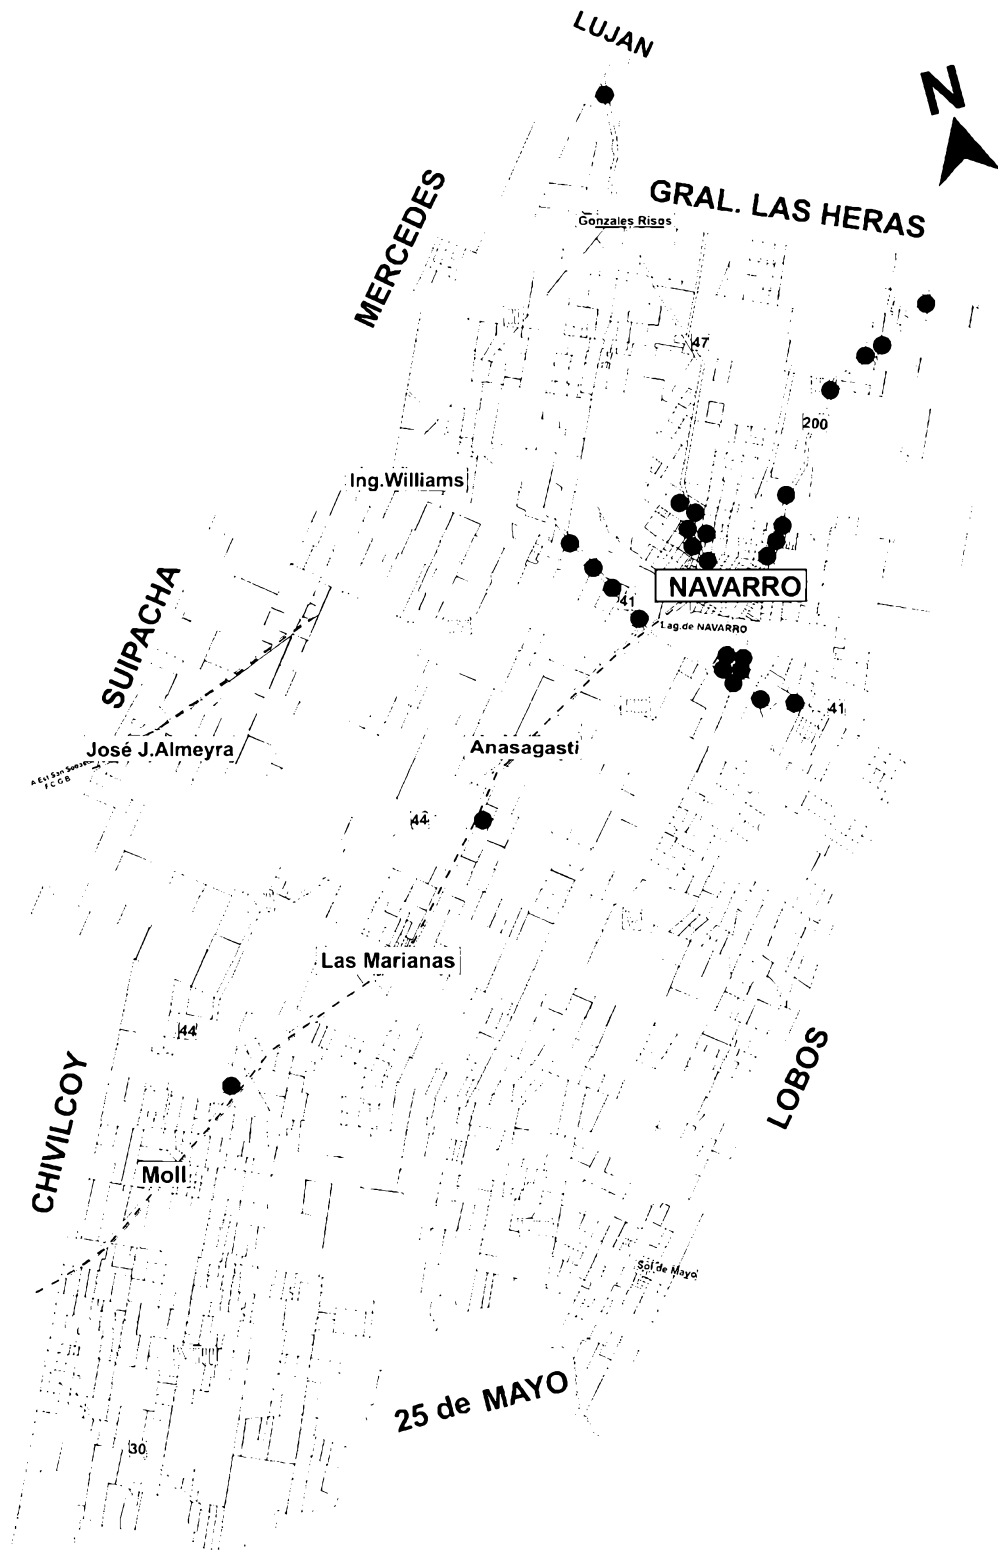 LUJAN
N
MERCEDES
GRAL. LAS HERAS
Gonzales Risos
47
200
Ing.Williams
SUIPACHA
NAVARRO
41
Lag.de NAVARRO
41
José J.Almeyra
Anasagasti
F C G B
44
Las Marianas
44
CHIVILCOY
LOBOS
Moll
Sol de Mayo
25 de MAYO
30